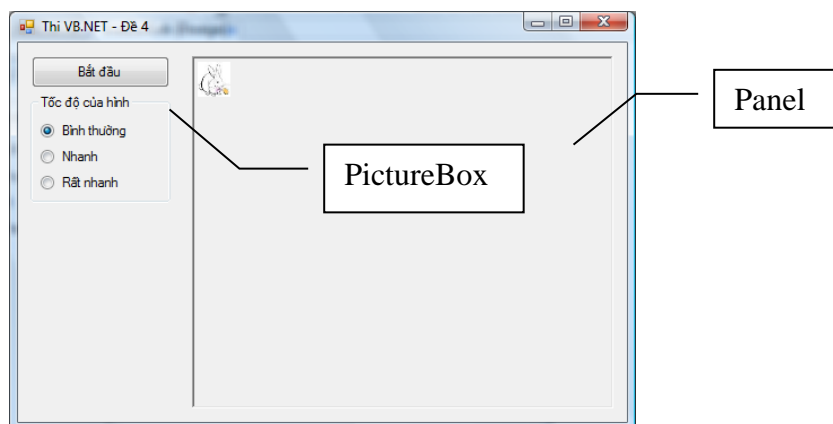 Thi VB.NET - Đề 4
Bắt đầu
Tốc độ của hình
Bình thường
Nhanh
Rất nhanh
PictureBox
Panel